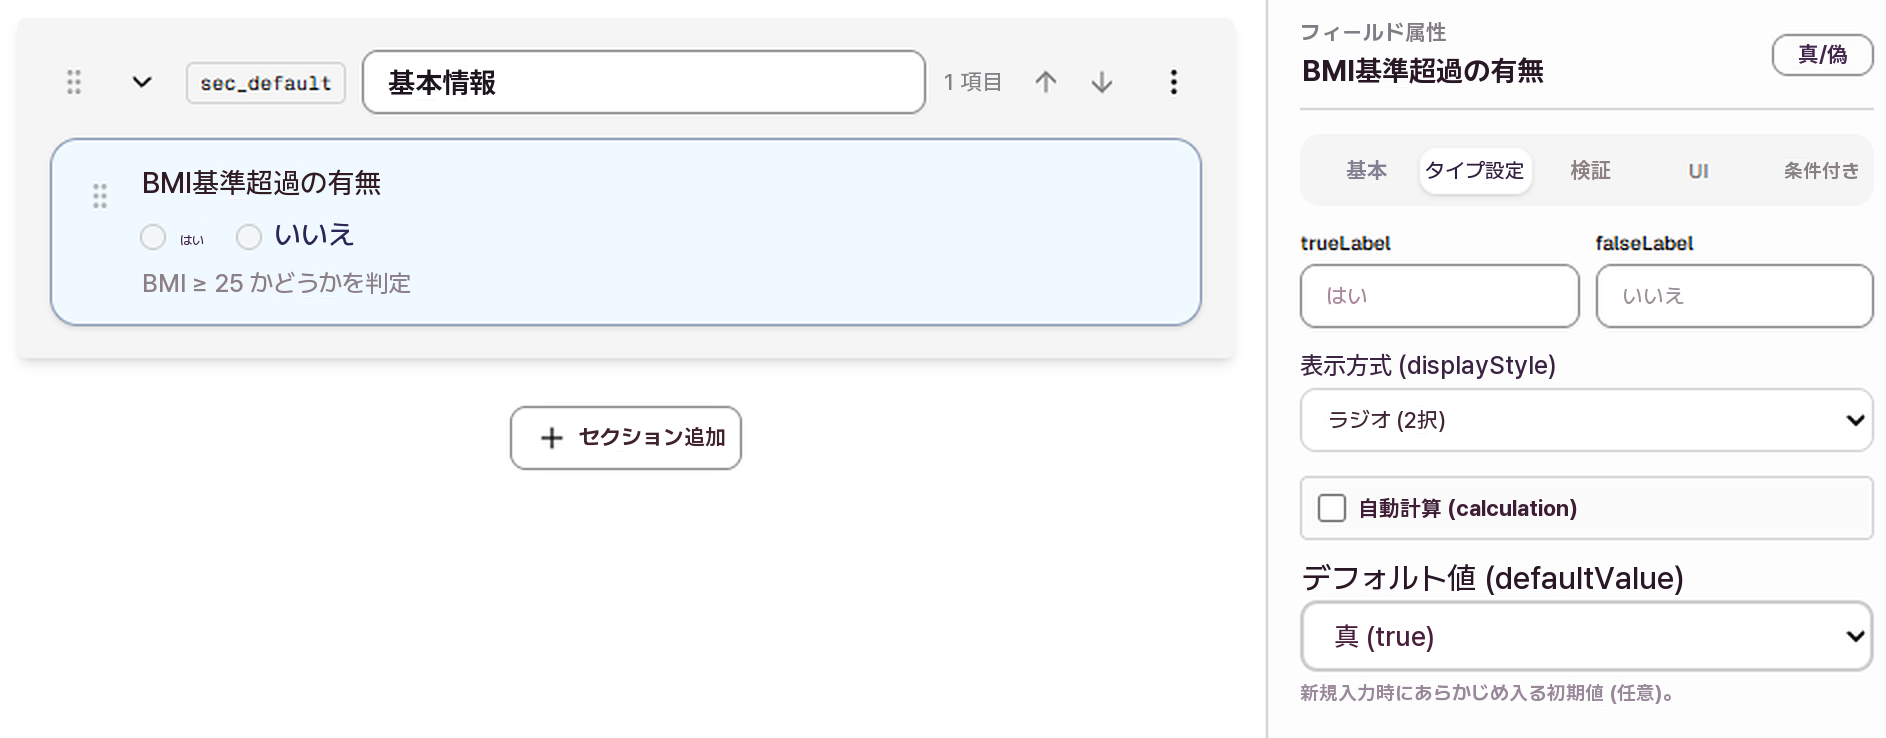 sec_default
基本情報
1 項目
BMI基準超過の有無
はい
いいえ
BMI ≥ 25 かどうかを判定
セクション追加
フィールド属性
BMI基準超過の有無
真/偽
基本
タイプ設定
検証
UI
条件付き
trueLabel
falseLabel
はい
いいえ
表示方式 (displayStyle)
ラジオ (2択)
自動計算 (calculation)
デフォルト値 (defaultValue)
真 (true)
新規入力時にあらかじめ入る初期値 (任意)。